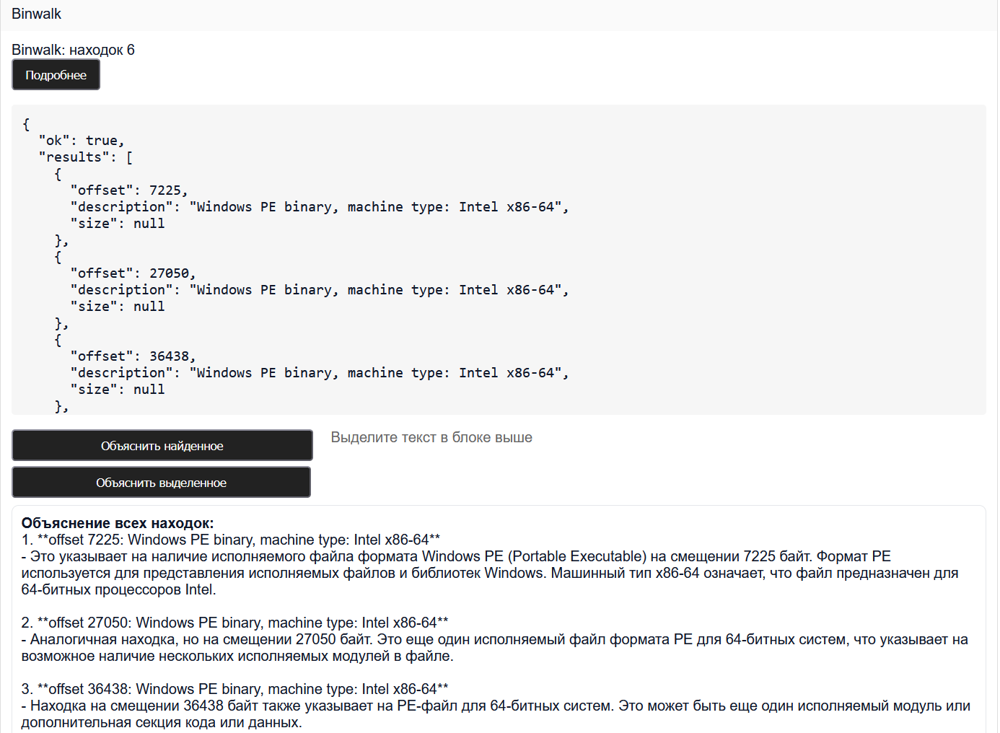 Binwalk
Binwalk: находок 6
Подробнее
{
  "ok": true,
  "results": [
    {
      "offset": 7225,
      "description": "Windows PE binary, machine type: Intel x86-64",
      "size": null
    },
    {
      "offset": 27050,
      "description": "Windows PE binary, machine type: Intel x86-64",
      "size": null
    },
    {
      "offset": 36438,
      "description": "Windows PE binary, machine type: Intel x86-64",
      "size": null
    },
Объяснить найденное
Выделите текст в блоке выше
Объяснить выделенное
Объяснение всех находок:
1. **offset 7225: Windows PE binary, machine type: Intel x86-64**
- Это указывает на наличие исполняемого файла формата Windows PE (Portable Executable) на смещении 7225 байт. Формат PE
используется для представления исполняемых файлов и библиотек Windows. Машинный тип x86-64 означает, что файл предназначен для
64-битных процессоров Intel.
2. **offset 27050: Windows PE binary, machine type: Intel x86-64**
- Аналогичная находка, но на смещении 27050 байт. Это еще один исполняемый файл формата PE для 64-битных систем, что указывает на
возможное наличие нескольких исполняемых модулей в файле.
3. **offset 36438: Windows PE binary, machine type: Intel x86-64**
- Находка на смещении 36438 байт также указывает на PE-файл для 64-битных систем. Это может быть еще один исполняемый модуль или
дополнительная секция кода или данных.